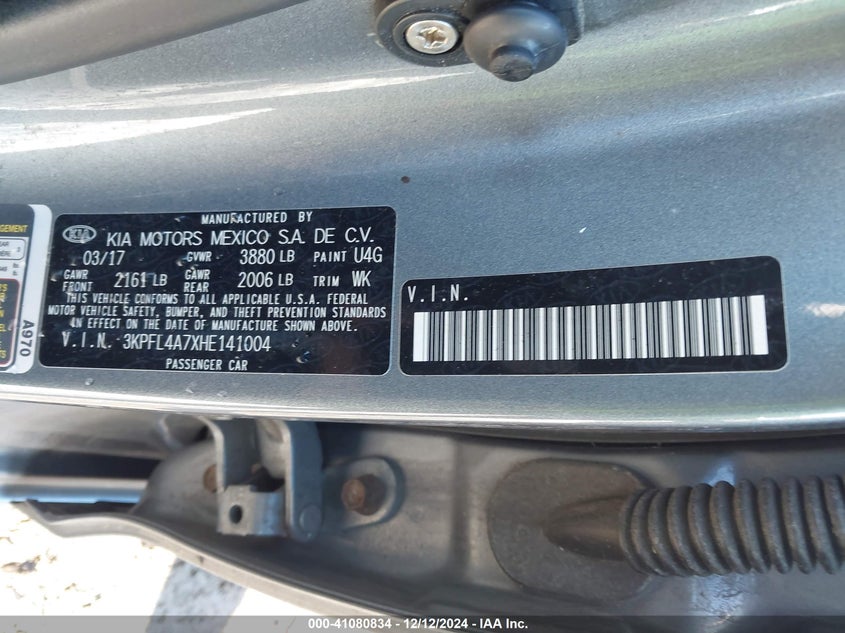 MANUFACTURED BY
KIA KIA MOTORS MEXICO S.A. DE C.V.
03/17 GVWR 3880 LB PAINT U4G
GAWR FRONT 2161 LB GAWR REAR 2006 LB TRIM WK
THIS VEHICLE CONFORMS TO ALL APPLICABLE U.S.A. FEDERAL
MOTOR VEHICLE SAFETY, BUMPER, AND THEFT PREVENTION STANDARDS
IN EFFECT ON THE DATE OF MANUFACTURE SHOWN ABOVE.
V.I.N. 3KPFL4A7XHE141004
PASSENGER CAR
V.I.N.
A970
000-41080834 - 12/12/2024 - IAA Inc.